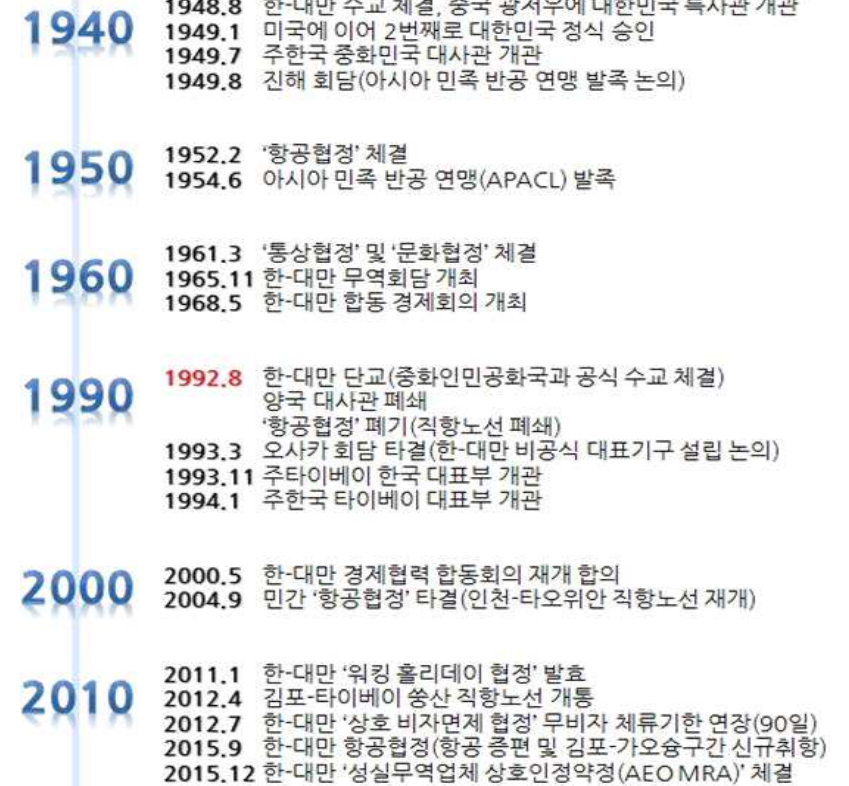 1940
1948.8 한-대만 수교 체결, 중국 광저우에 대한민국 특사관 개관
1949.1 미국에 이어 2번째로 대한민국 정식 승인
1949.7 주한국 중화민국 대사관 개관
1949.8 진해 회담(아시아 민족 반공 연맹 발족 논의)
1950
1952.2 '항공협정' 체결
1954.6 아시아 민족 반공 연맹(APACL) 발족
1960
1961.3 '통상협정' 및 '문화협정' 체결
1965.11 한-대만 무역회담 개최
1968.5 한-대만 합동 경제회의 개최
1990
1992.8 한-대만 단교(중화인민공화국과 공식 수교 체결)
양국 대사관 폐쇄
'항공협정' 폐기(직항노선 폐쇄)
1993.3 오사카 회담 타결(한-대만 비공식 대표기구 설립 논의)
1993.11 주타이베이 한국 대표부 개관
1994.1 주한국 타이베이 대표부 개관
2000
2000.5 한-대만 경제협력 합동회의 재개 합의
2004.9 민간 '항공협정' 타결(인천-타오위안 직항노선 재개)
2010
2011.1 한-대만 '워킹 홀리데이 협정' 발효
2012.4 김포-타이베이 쑹산 직항노선 개통
2012.7 한-대만 '상호 비자면제 협정' 무비자 체류기한 연장(90일)
2015.9 한-대만 항공협정(항공 증편 및 김포-가오슝구간 신규취항)
2015.12 한-대만 '성실무역업체 상호인정약정(AEO MRA)' 체결